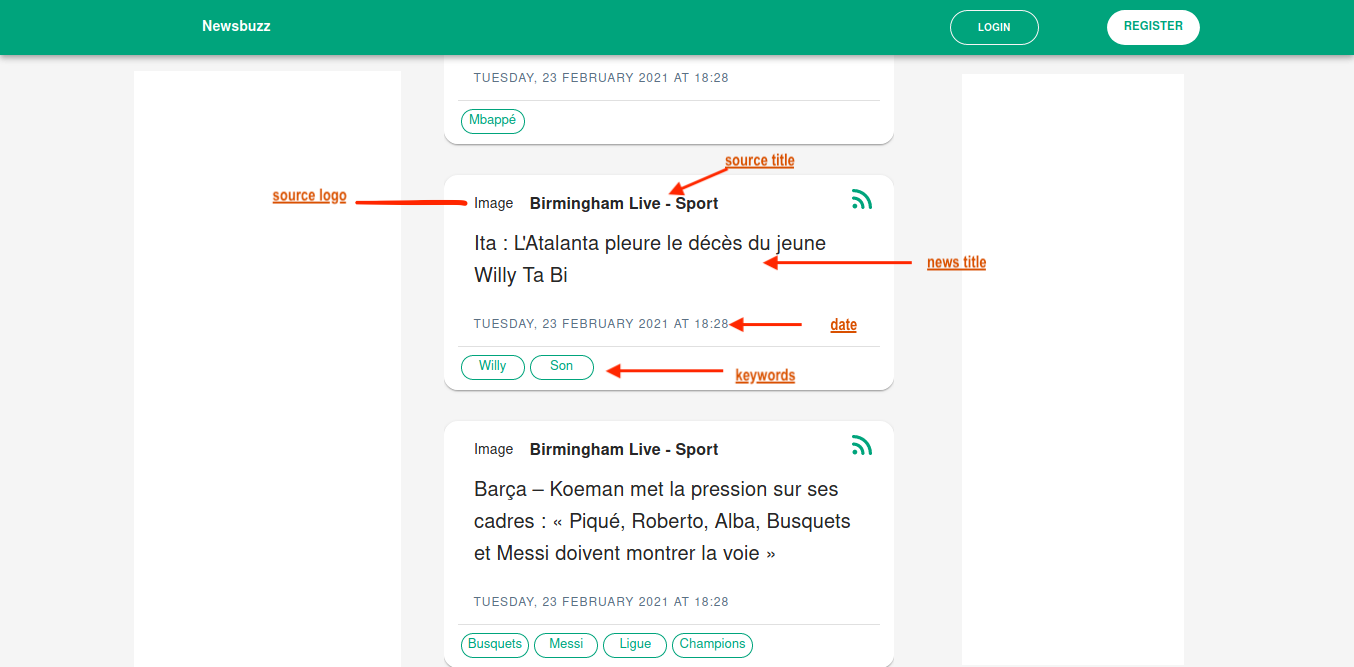 Newsbuzz
LOGIN
REGISTER
TUESDAY, 23 FEBRUARY 2021 AT 18:28
Mbappé
source title
source logo
Image Birmingham Live - Sport
Ita : L'Atalanta pleure le décès du jeune
Willy Ta Bi
news title
TUESDAY, 23 FEBRUARY 2021 AT 18:28
date
Willy Son
keywords
Image Birmingham Live - Sport
Barça – Koeman met la pression sur ses
cadres : « Piqué, Roberto, Alba, Busquets
et Messi doivent montrer la voie »
TUESDAY, 23 FEBRUARY 2021 AT 18:28
Busquets Messi Ligue Champions